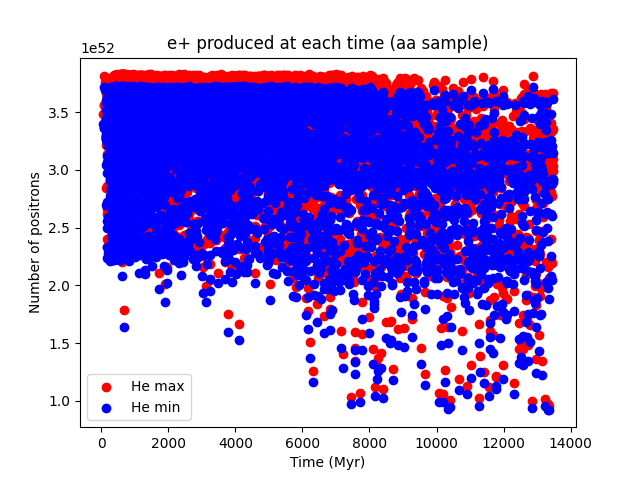 e+ produced at each time (aa sample)
1e52
3.5
3.0
2.5
2.0
1.5
1.0
Number of positrons
He max
He min
0 2000 4000 6000 8000 10000 12000 14000
Time (Myr)